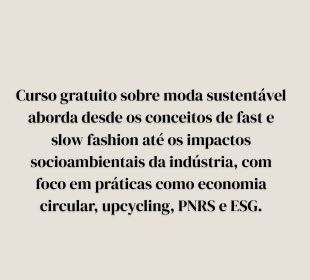 Curso gratuito sobre moda sustentável
aborda desde os conceitos de fast e
slow fashion até os impactos
socioambientais da indústria, com
foco em práticas como economia
circular, upcycling, PNRS e ESG.